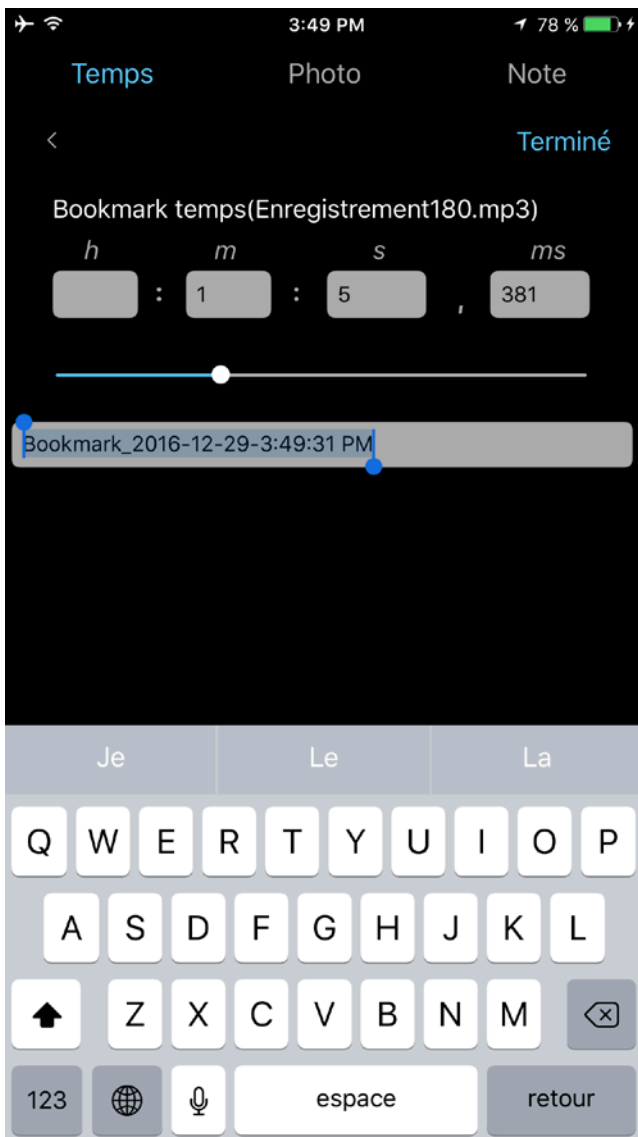 3:49 PM 78 %
Temps Photo Note
< Terminé
Bookmark temps(Enregistrement180.mp3)
h m s ms
: 1 : 5 , 381
Bookmark_2016-12-29-3:49:31 PM
Je Le La
Q W E R T Y U I O P
A S D F G H J K L
Z X C V B N M
123 espace retour